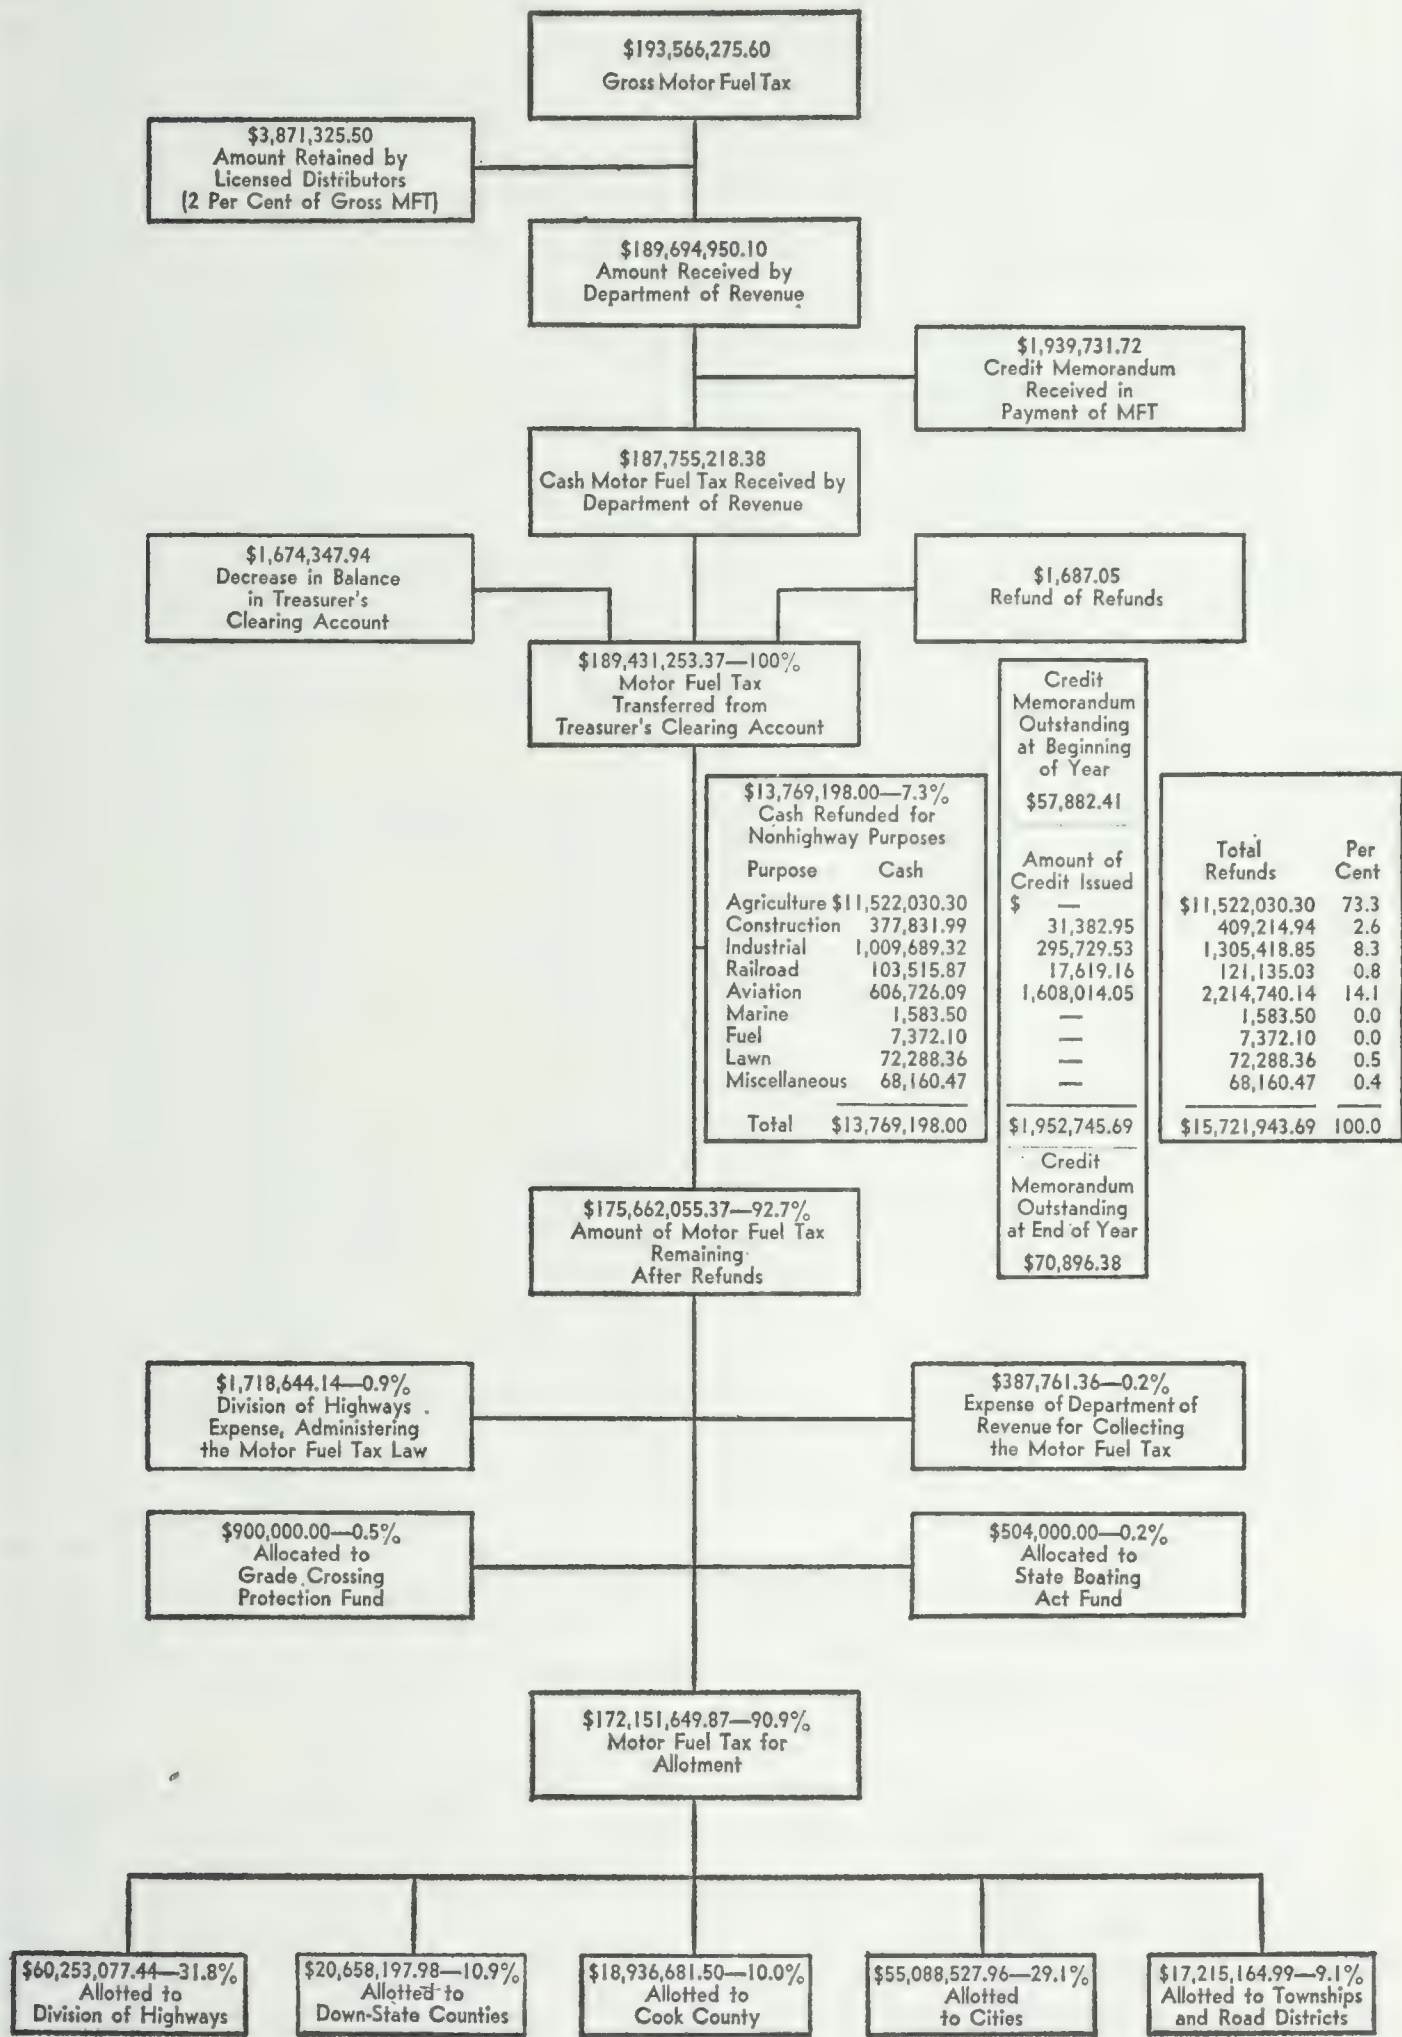 $193,566,275.60
Gross Motor Fuel Tax
$3,871,325.50
Amount Retained by
Licensed Distributors
(2 Per Cent of Gross MFT)
$189,694,950.10
Amount Received by
Department of Revenue
$1,939,731.72
Credit Memorandum
Received in
Payment of MFT
$187,755,218.38
Cash Motor Fuel Tax Received by
Department of Revenue
$1,674,347.94
Decrease in Balance
in Treasurer's
Clearing Account
$1,687.05
Refund of Refunds
$189,431,253.37—100%
Motor Fuel Tax
Transferred from
Treasurer's Clearing Account
$13,769,198.00—7.3%
Cash Refunded for
Nonhighway Purposes
Purpose Cash
Agriculture $11,522,030.30
Construction 377,831.99
Industrial 1,009,689.32
Railroad 103,515.87
Aviation 606,726.09
Marine 1,583.50
Fuel 7,372.10
Lawn 72,288.36
Miscellaneous 68,160.47
Total $13,769,198.00
Credit
Memorandum
Outstanding
at Beginning
of Year
$57,882.41
Amount of
Credit Issued
$ —
31,382.95
295,729.53
17,619.16
1,608,014.05
—
—
—
—
$1,952,745.69
Credit
Memorandum
Outstanding
at End of Year
$70,896.38
Total Per
Refunds Cent
$11,522,030.30 73.3
409,214.94 2.6
1,305,418.85 8.3
121,135.03 0.8
2,214,740.14 14.1
1,583.50 0.0
7,372.10 0.0
72,288.36 0.5
68,160.47 0.4
$15,721,943.69 100.0
$175,662,055.37—92.7%
Amount of Motor Fuel Tax
Remaining
After Refunds
$1,718,644.14—0.9%
Division of Highways
Expense, Administering
the Motor Fuel Tax Law
$387,761.36—0.2%
Expense of Department of
Revenue for Collecting
the Motor Fuel Tax
$900,000.00—0.5%
Allocated to
Grade Crossing
Protection Fund
$504,000.00—0.2%
Allocated to
State Boating
Act Fund
$172,151,649.87—90.9%
Motor Fuel Tax for
Allotment
$60,253,077.44—31.8%
Allotted to
Division of Highways
$20,658,197.98—10.9%
Allotted to
Down-State Counties
$18,936,681.50—10.0%
Allotted to
Cook County
$55,088,527.96—29.1%
Allotted
to Cities
$17,215,164.99—9.1%
Allotted to Townships
and Road Districts